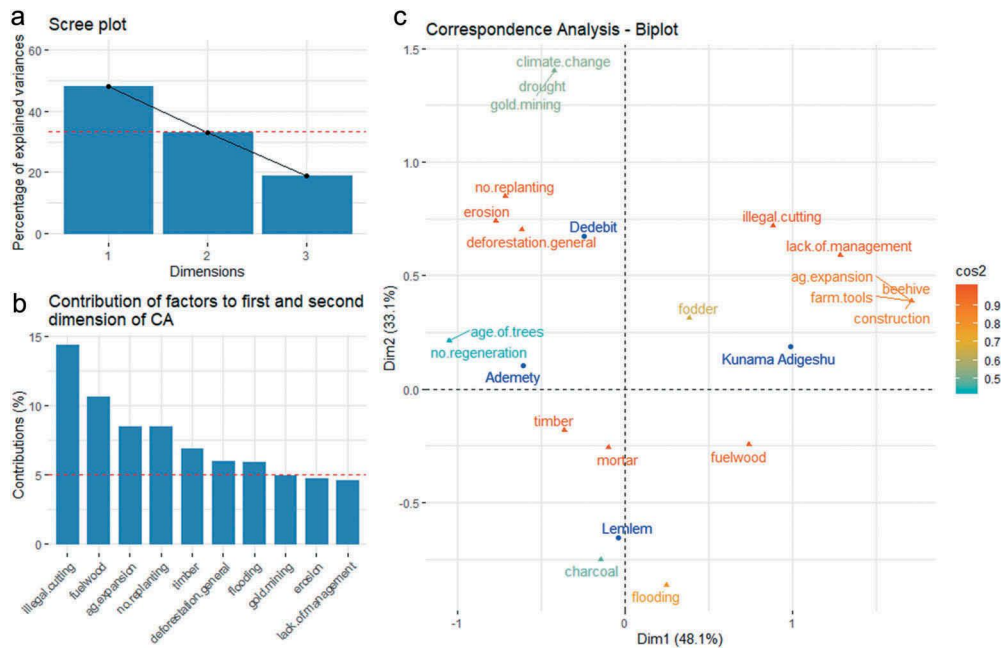 a
Scree plot
Percentage of explained variances
60
40
20
0
1
2
3
Dimensions
b
Contribution of factors to first and second
dimension of CA
Contributions (%)
15
10
5
0
illegal.cutting
fuelwood
ag.expansion
no.replanting
timber
deforestation.general
flooding
gold.mining
erosion
lack.of.management
c
Correspondence Analysis - Biplot
Dim2 (33.1%)
1.5
1.0
0.5
0.0
-0.5
climate.change
drought
gold.mining
no.replanting
erosion
deforestation.general
Dedebit
illegal.cutting
lack.of.management
ag.expansion
beehive
farm.tools
construction
fodder
age.of.trees
no.regeneration
Ademety
Kunama Adigeshu
timber
mortar
fuelwood
Lemlem
charcoal
flooding
-1
0
1
Dim1 (48.1%)
cos2
0.9
0.8
0.7
0.6
0.5